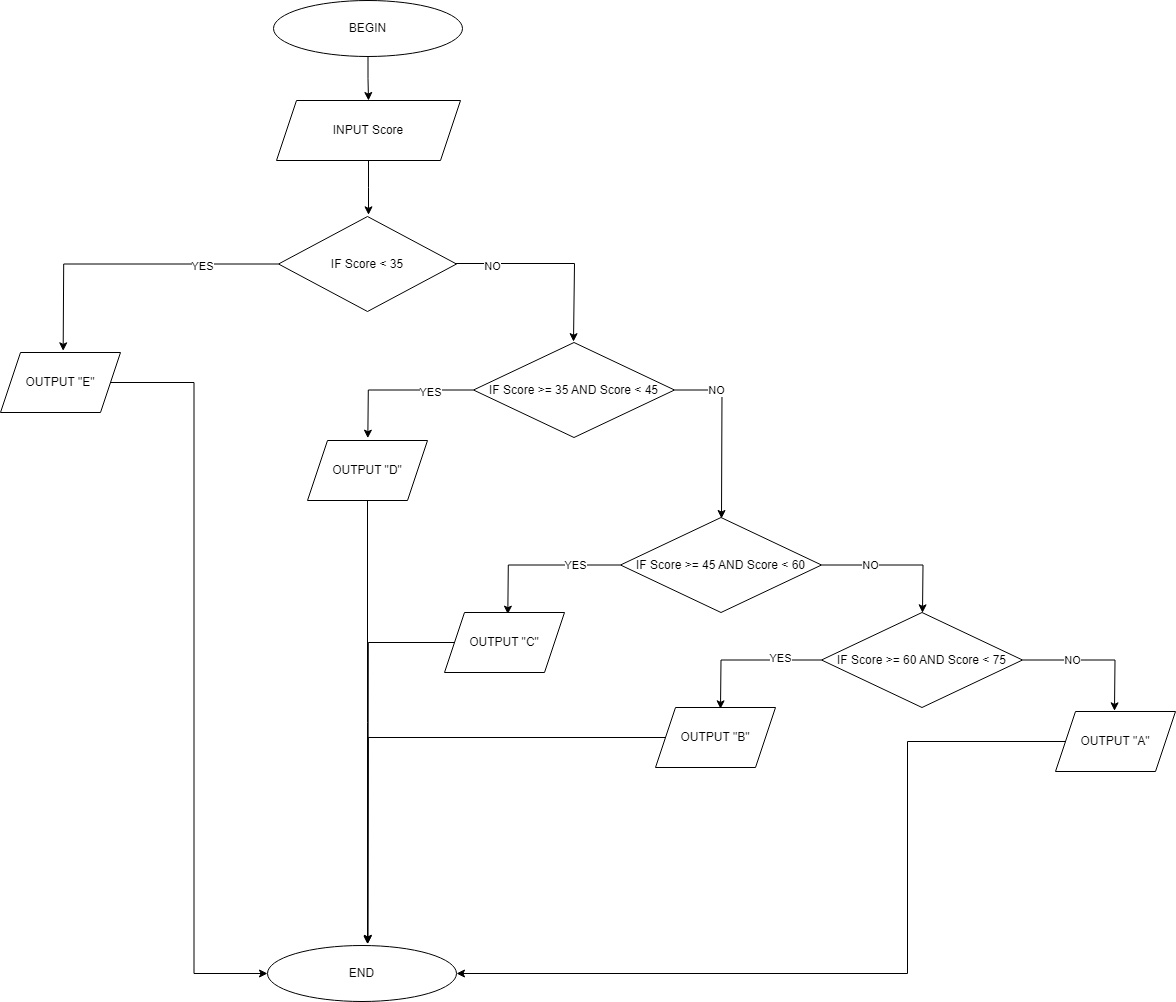 BEGIN
INPUT Score
IF Score < 35
YES
NO
OUTPUT "E"
IF Score >= 35 AND Score < 45
YES
NO
OUTPUT "D"
IF Score >= 45 AND Score < 60
YES
NO
OUTPUT "C"
IF Score >= 60 AND Score < 75
YES
NO
OUTPUT "B"
OUTPUT "A"
END